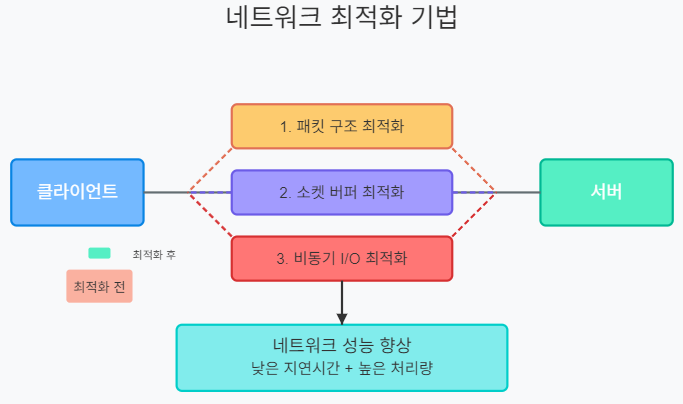 네트워크 최적화 기법
1. 패킷 구조 최적화
클라이언트
2. 소켓 버퍼 최적화
서버
3. 비동기 I/O 최적화
최적화 후
최적화 전
네트워크 성능 향상
낮은 지연시간 + 높은 처리량